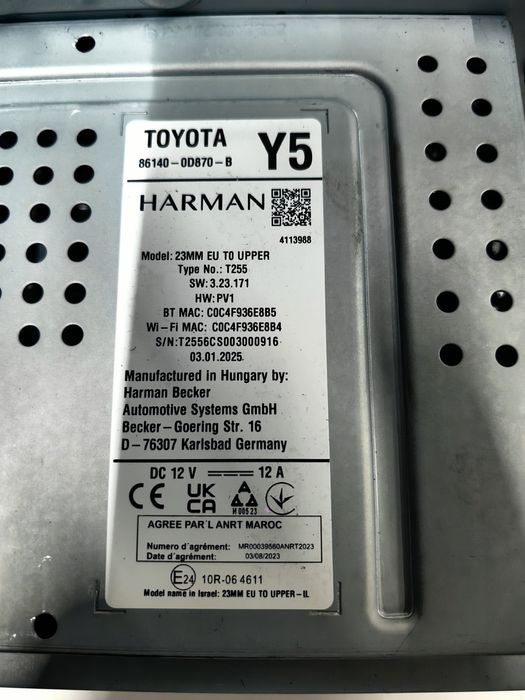 TOYOTA Y5
86140-0D870-B
HARMAN
4113988
Model: 23MM EU TO UPPER
Type No.: T255
SW: 3.23.171
HW: PV1
BT MAC: C0C4F936E8B5
Wi-Fi MAC: C0C4F936E8B4
S/N:T2556CS003000916
03.01.2025
Manufactured in Hungary by:
Harman Becker
Automotive Systems GmbH
Becker-Goering Str. 16
D-76307 Karlsbad Germany
DC 12 V 12 A
CE UK CA
H 005 23
AGREE PAR'L ANRT MAROC
Numero d'agrément: MR00039560ANRT2023
Date d'agrément: 03/08/2023
E24 10R-06 4611
Model name in Israel: 23MM EU TO UPPER-IL